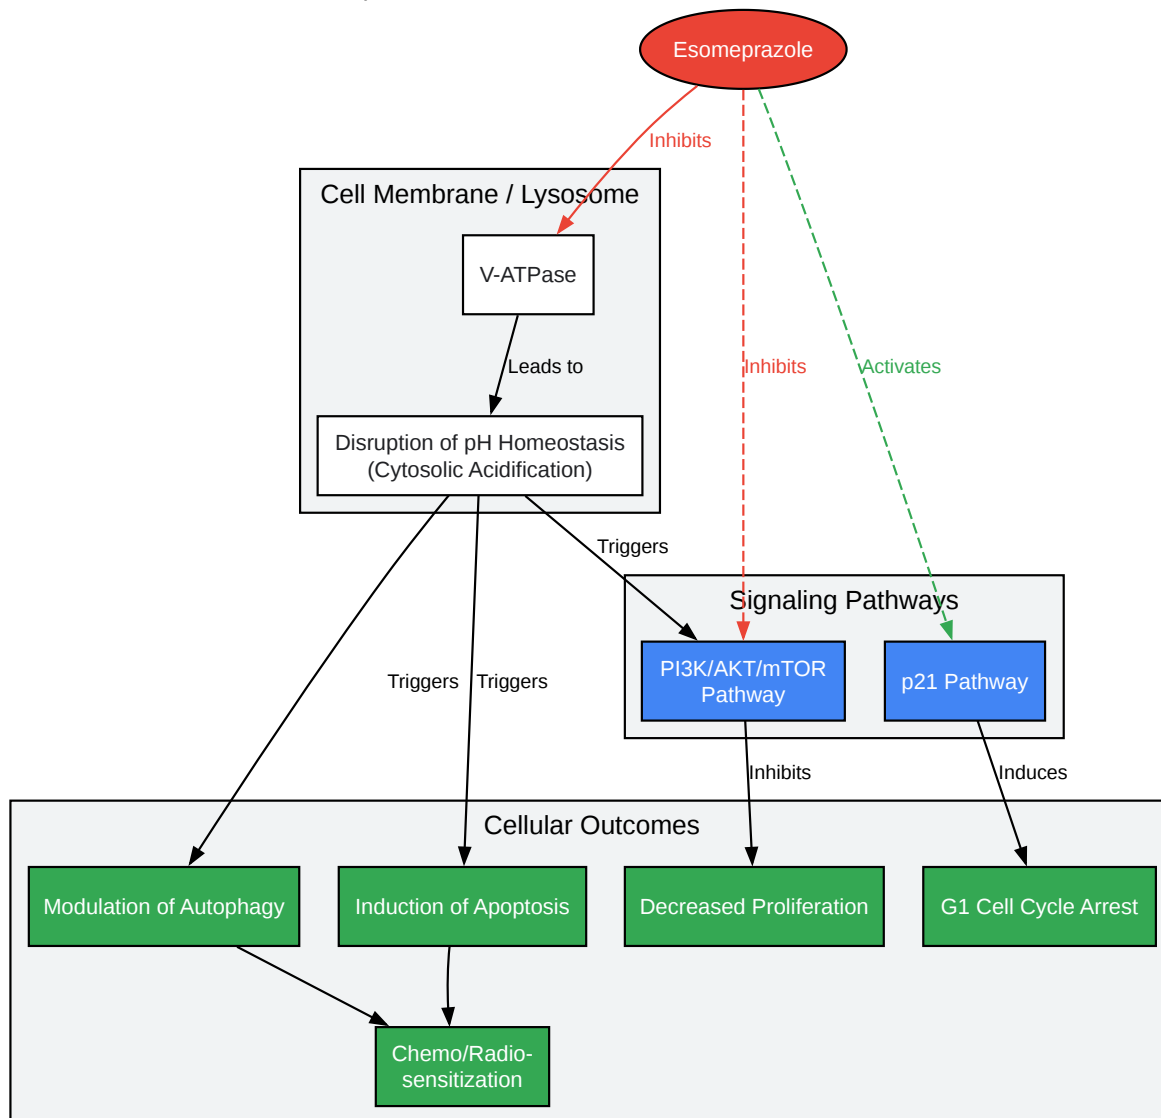 Esomeprazole
Inhibits
Cell Membrane / Lysosome
V-ATPase
Leads to
Inhibits
Activates
Disruption of pH Homeostasis
(Cytosolic Acidification)
Triggers
Signaling Pathways
PI3K/AKT/mTOR
Pathway
p21 Pathway
Triggers
Triggers
Inhibits
Induces
Cellular Outcomes
Modulation of Autophagy
Induction of Apoptosis
Decreased Proliferation
G1 Cell Cycle Arrest
Chemo/Radio-
sensitization